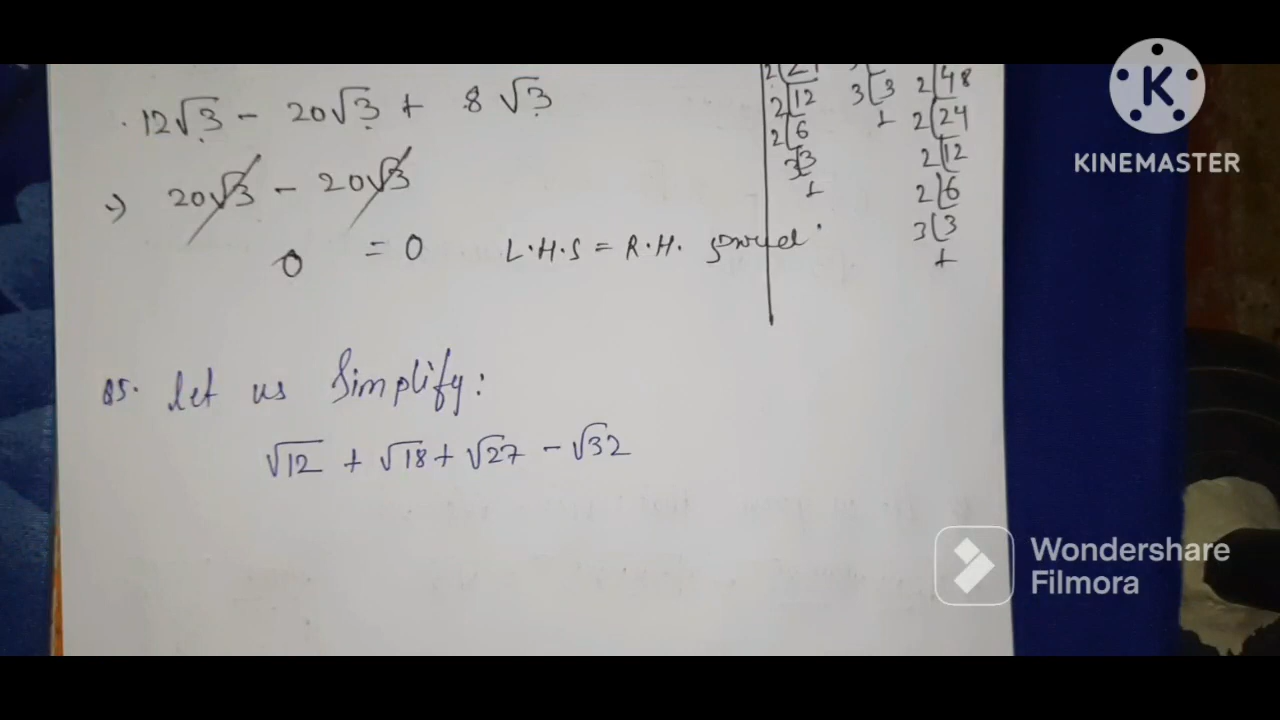 12√3 - 20√3 + 8√3
20√3 - 20√3
0 = 0 L.H.S = R.H.
2 12
2 6
3 3
1
3 3
1
2 48
2 24
2 12
2 6
3 3
1
Q5. Let us Simplify:
√12 + √18 + √27 - √32
K
KINEMASTER
Wondershare
Filmora